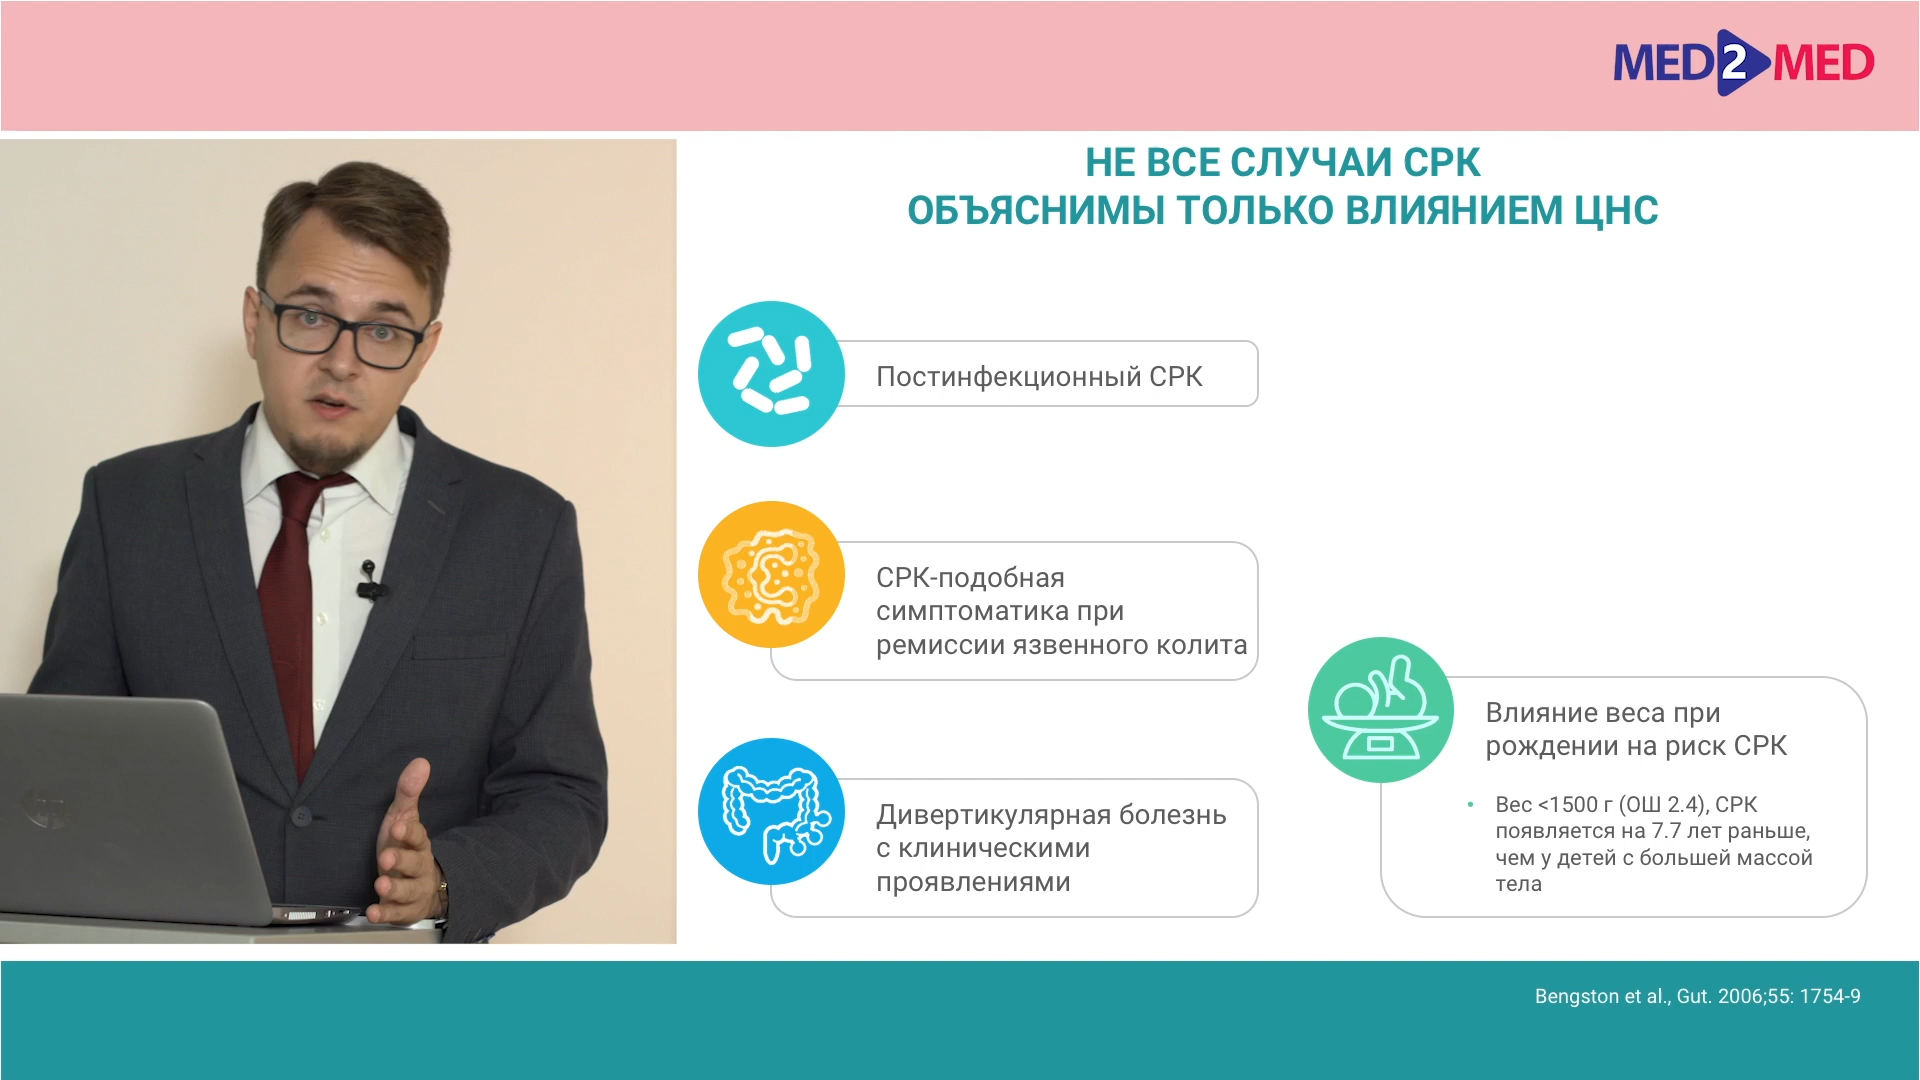 MED2MED
НЕ ВСЕ СЛУЧАИ СРК
ОБЪЯСНИМЫ ТОЛЬКО ВЛИЯНИЕМ ЦНС
Постинфекционный СРК
СРК-подобная
симптоматика при
ремиссии язвенного колита
Дивертикулярная болезнь
с клиническими
проявлениями
Влияние веса при
рождении на риск СРК
• Вес <1500 г (ОШ 2.4), СРК
появляется на 7.7 лет раньше,
чем у детей с большей массой
тела
Bengston et al., Gut. 2006;55: 1754-9